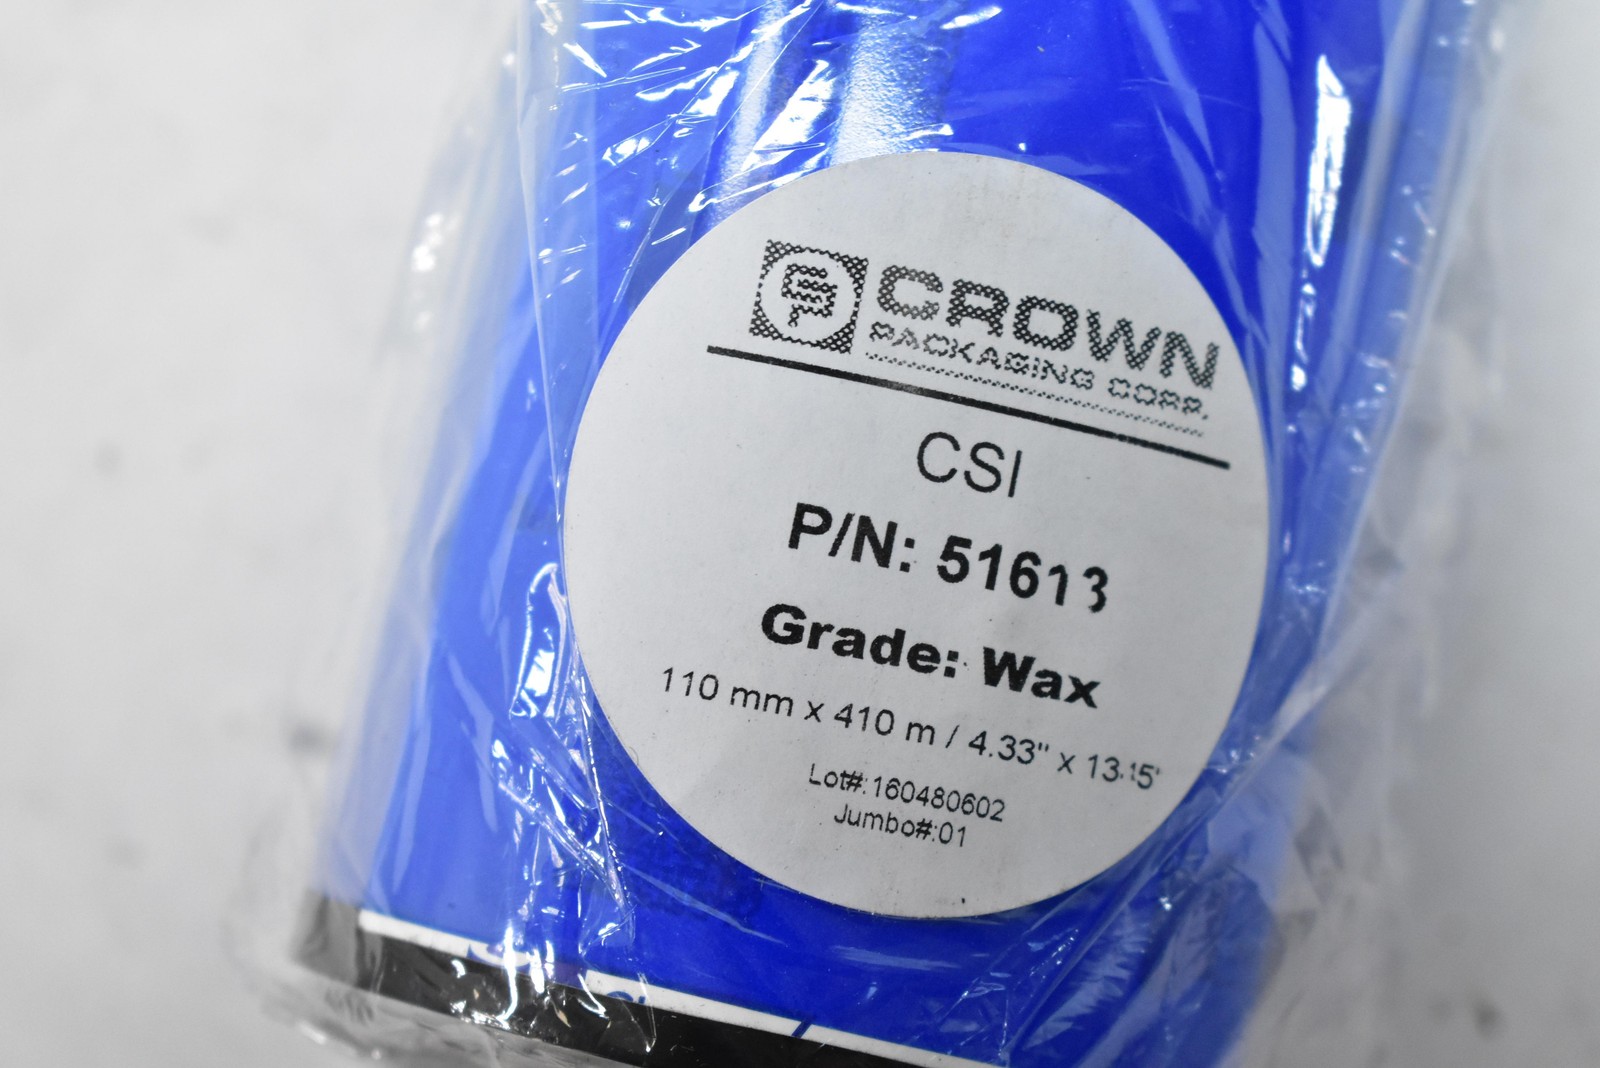 CROWN
PACKAGING CORP.
CSI
P/N: 51613
Grade: Wax
110 mm x 410 m / 4.33" x 1345'
Lot#:160480602
Jumbo#:01